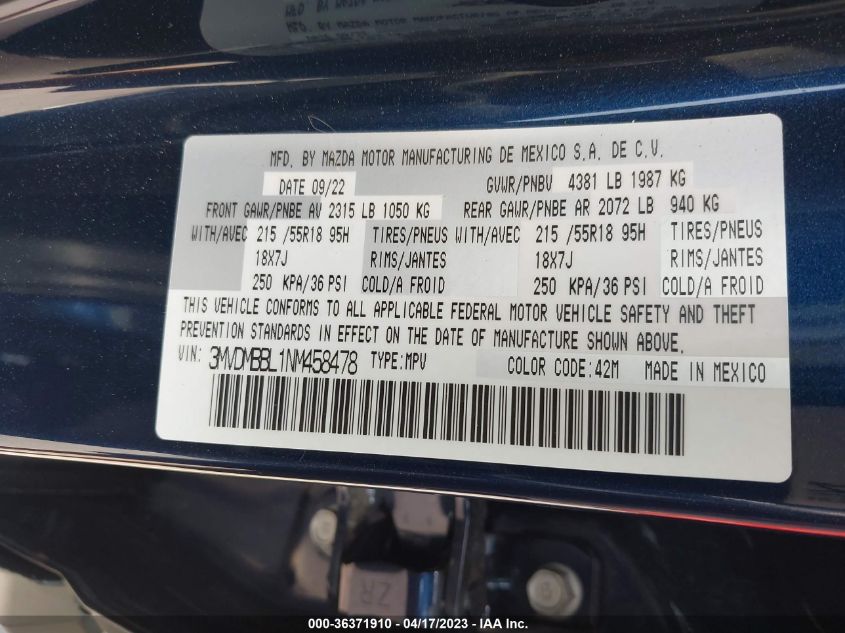 MFD. BY MAZDA MOTOR MANUFACTURING DE MEXICO S.A. DE C.V.
DATE 09/22 GVWR/PNBV 4381 LB 1987 KG
FRONT GAWR/PNBE AV 2315 LB 1050 KG REAR GAWR/PNBE AR 2072 LB 940 KG
WITH/AVEC 215 /55R18 95H TIRES/PNEUS WITH/AVEC 215 /55R18 95H TIRES/PNEUS
18X7J RIMS/JANTES 18X7J RIMS/JANTES
250 KPA/36 PSI COLD/A FROID 250 KPA/36 PSI COLD/A FROID
THIS VEHICLE CONFORMS TO ALL APPLICABLE FEDERAL MOTOR VEHICLE SAFETY AND THEFT
PREVENTION STANDARDS IN EFFECT ON THE DATE OF MANUFACTURE SHOWN ABOVE.
VIN: 3MVDMBBL1NM458478 TYPE:MPV COLOR CODE:42M MADE IN MEXICO
ZR
8
000-36371910 - 04/17/2023 - IAA Inc.